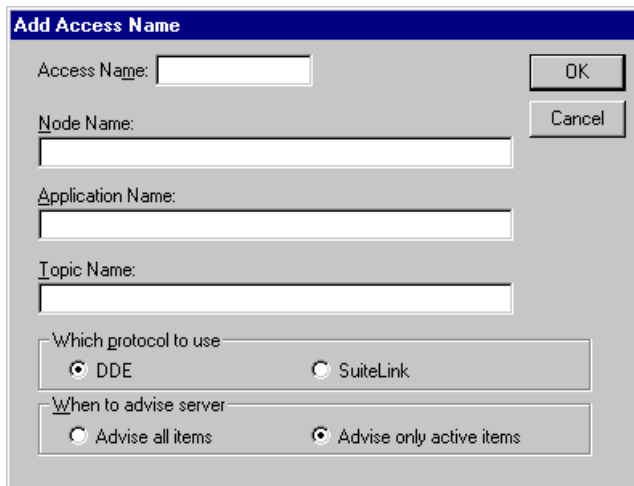 Add Access Name
Access Name:
OK
Cancel
Node Name:
Application Name:
Topic Name:
Which protocol to use
DDE SuiteLink
When to advise server
Advise all items Advise only active items